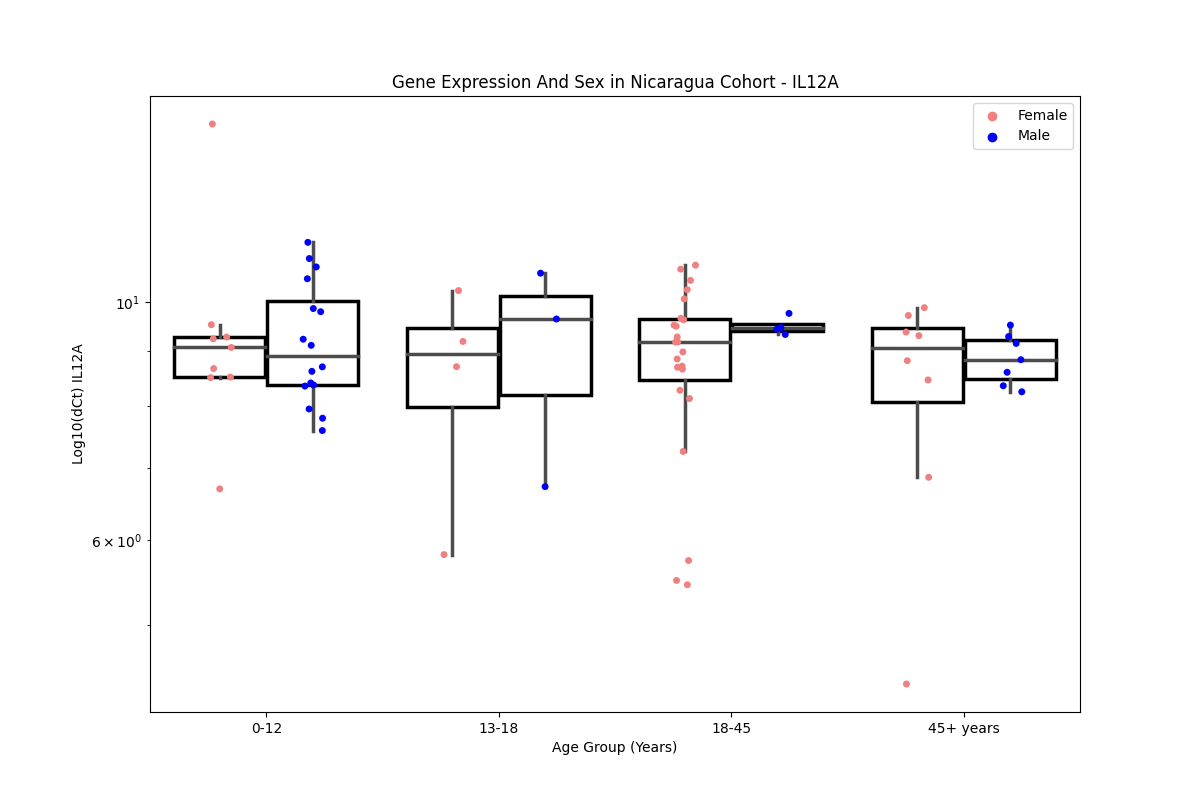 Gene Expression And Sex in Nicaragua Cohort - IL12A
Female
Male
Log10(dCt) IL12A
10¹
6 × 10⁰
0-12
13-18
18-45
45+ years
Age Group (Years)